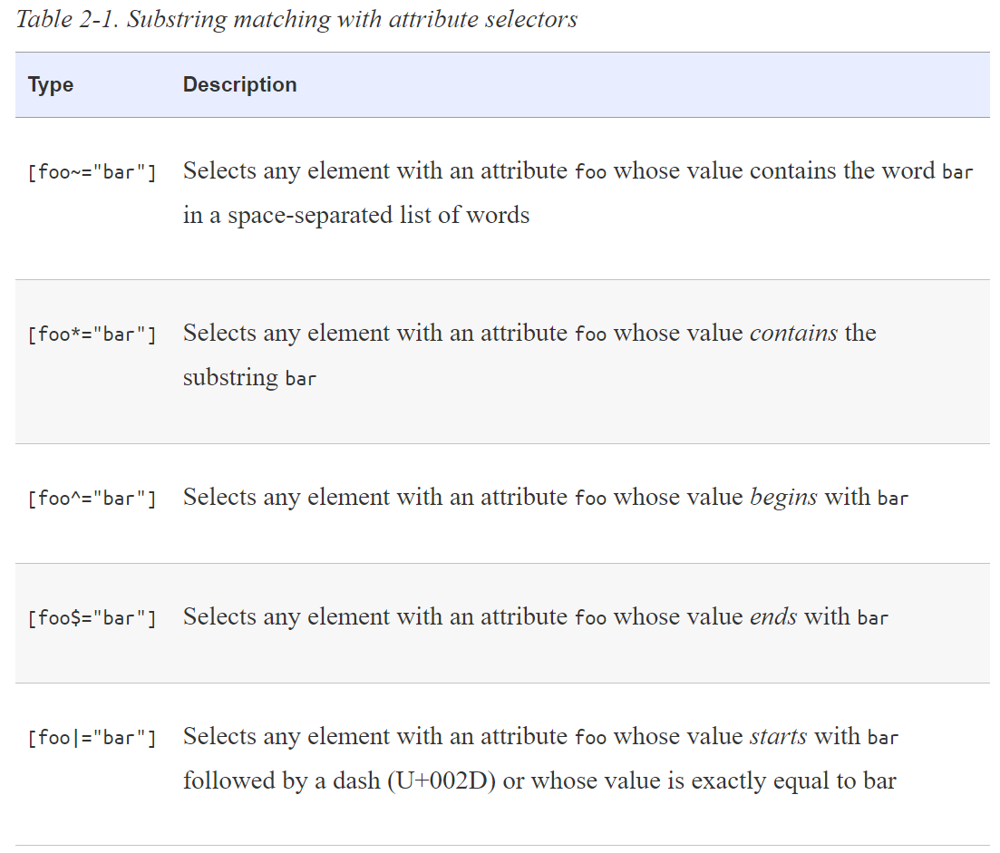 Table 2-1. Substring matching with attribute selectors
Type Description
[foo~="bar"] Selects any element with an attribute foo whose value contains the word bar
in a space-separated list of words
[foo*="bar"] Selects any element with an attribute foo whose value contains the
substring bar
[foo^="bar"] Selects any element with an attribute foo whose value begins with bar
[foo$="bar"] Selects any element with an attribute foo whose value ends with bar
[foo|="bar"] Selects any element with an attribute foo whose value starts with bar
followed by a dash (U+002D) or whose value is exactly equal to bar